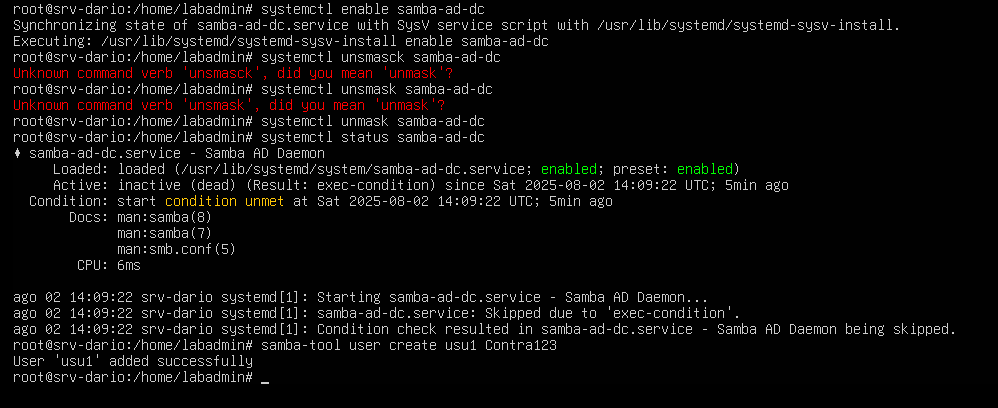 root@srv-dario:/home/labadmin# systemctl enable samba-ad-dc
Synchronizing state of samba-ad-dc.service with SysV service script with /usr/lib/systemd/systemd-sysv-install.
Executing: /usr/lib/systemd/systemd-sysv-install enable samba-ad-dc
root@srv-dario:/home/labadmin# systemctl unsmasck samba-ad-dc
Unknown command verb 'unsmasck', did you mean 'unmask'?
root@srv-dario:/home/labadmin# systemctl unsmask samba-ad-dc
Unknown command verb 'unsmask', did you mean 'unmask'?
root@srv-dario:/home/labadmin# systemctl unmask samba-ad-dc
root@srv-dario:/home/labadmin# systemctl status samba-ad-dc
♦ samba-ad-dc.service - Samba AD Daemon
Loaded: loaded (/usr/lib/systemd/system/samba-ad-dc.service; enabled; preset: enabled)
Active: inactive (dead) (Result: exec-condition) since Sat 2025-08-02 14:09:22 UTC; 5min ago
Condition: start condition unmet at Sat 2025-08-02 14:09:22 UTC; 5min ago
Docs: man:samba(8)
man:samba(7)
man:smb.conf(5)
CPU: 6ms
ago 02 14:09:22 srv-dario systemd[1]: Starting samba-ad-dc.service - Samba AD Daemon...
ago 02 14:09:22 srv-dario systemd[1]: samba-ad-dc.service: Skipped due to 'exec-condition'.
ago 02 14:09:22 srv-dario systemd[1]: Condition check resulted in samba-ad-dc.service - Samba AD Daemon being skipped.
root@srv-dario:/home/labadmin# samba-tool user create usu1 Contra123
User 'usu1' added successfully
root@srv-dario:/home/labadmin# _